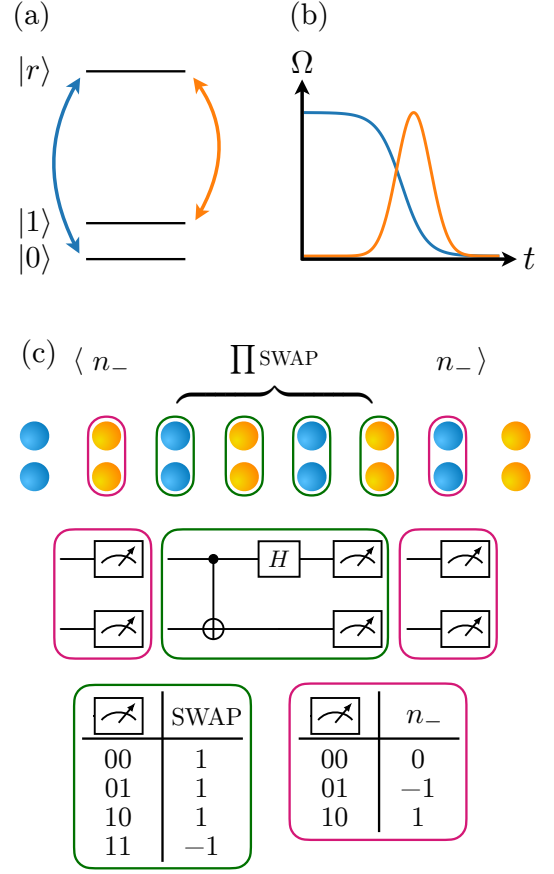 (a)
|r⟩
|1⟩
|0⟩
(b)
Ω
t
(c)
⟨ n₋
∏ SWAP
n₋ ⟩
H
SWAP
00 1
01 1
10 1
11 −1
n₋
00 0
01 −1
10 1